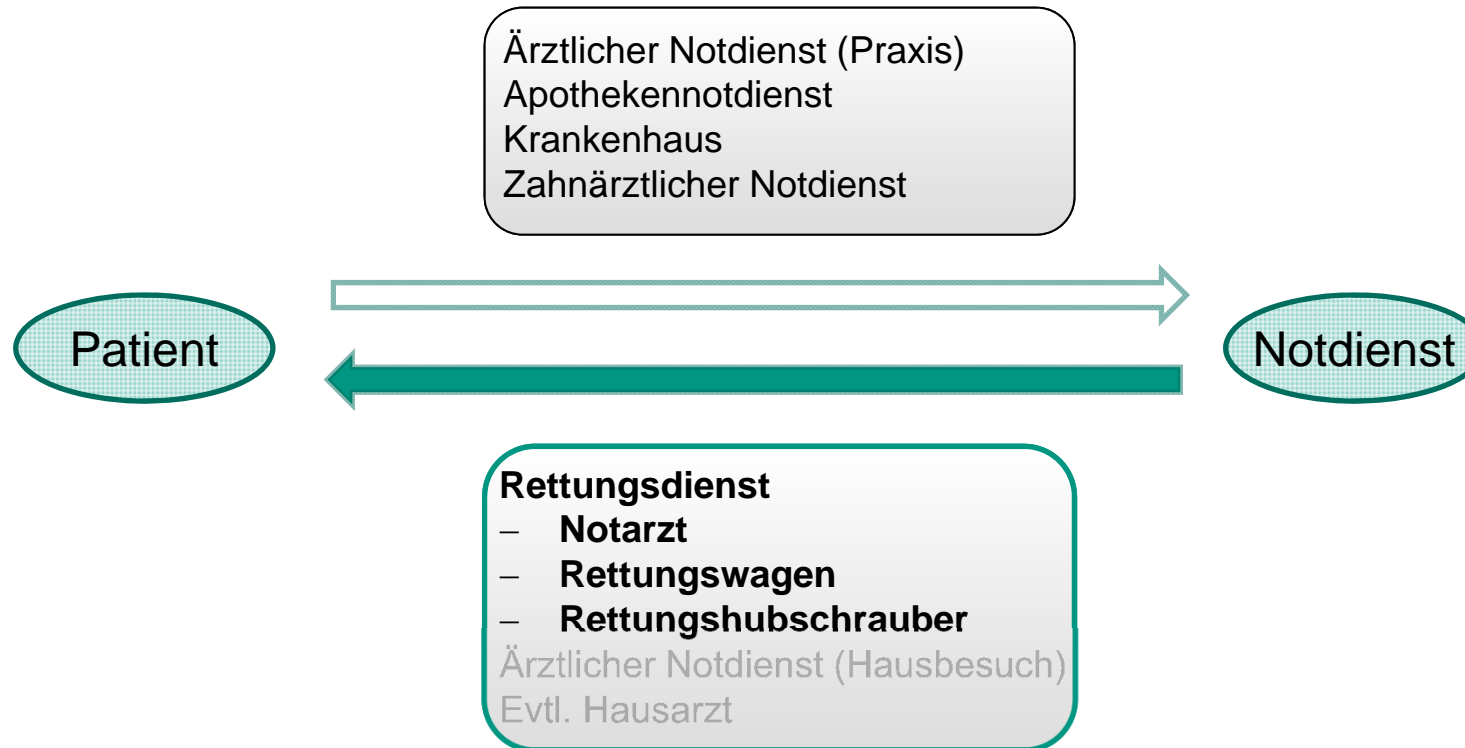 Ärztlicher Notdienst (Praxis)
Apothekennotdienst
Krankenhaus
Zahnärztlicher Notdienst
Patient
Notdienst
Rettungsdienst
– Notarzt
– Rettungswagen
– Rettungshubschrauber
Ärztlicher Notdienst (Hausbesuch)
Evtl. Hausarzt